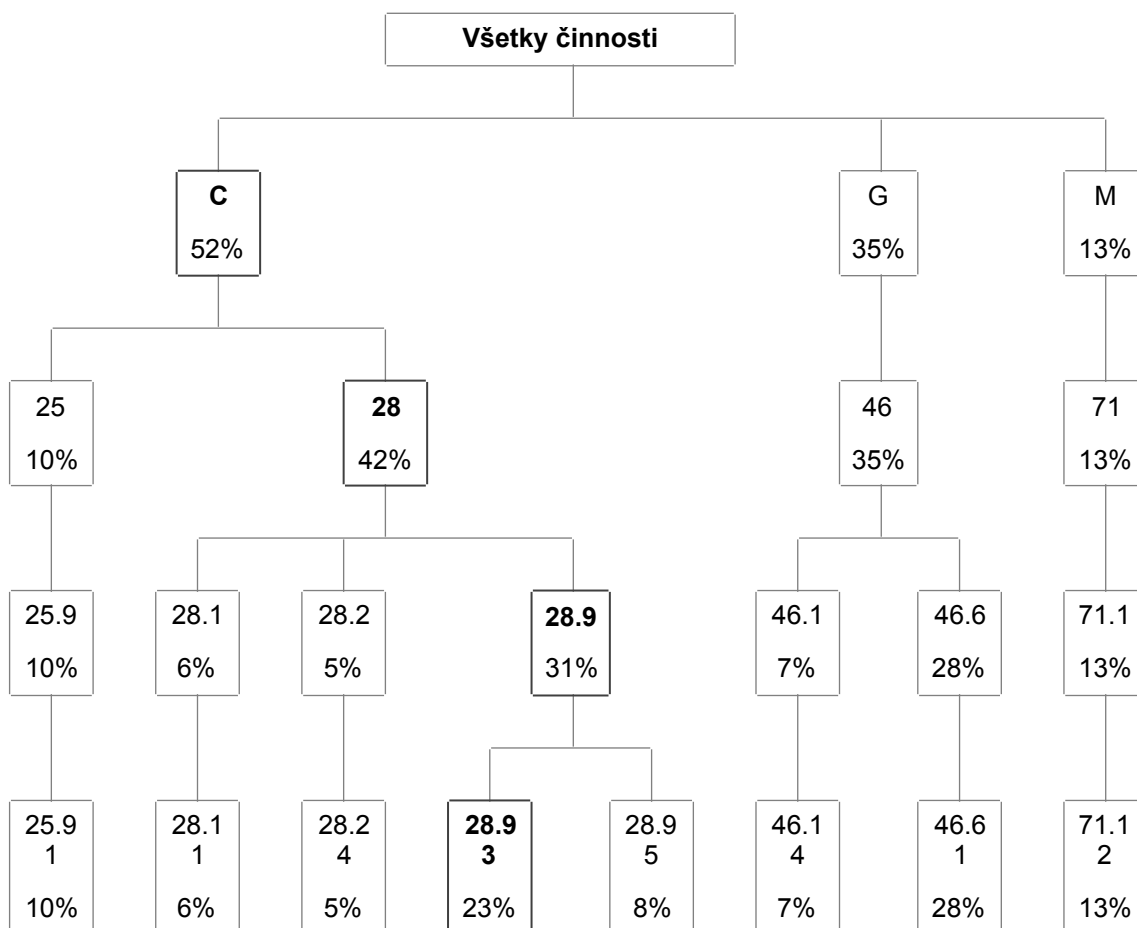 Všetky činnosti
C G M
52% 35% 13%
25 28 46 71
10% 42% 35% 13%
25.9 28.1 28.2 28.9 46.1 46.6 71.1
10% 6% 5% 31% 7% 28% 13%
25.9 28.1 28.2 28.9 28.9 46.1 46.6 71.1
1 1 4 3 5 4 1 2
10% 6% 5% 23% 8% 7% 28% 13%